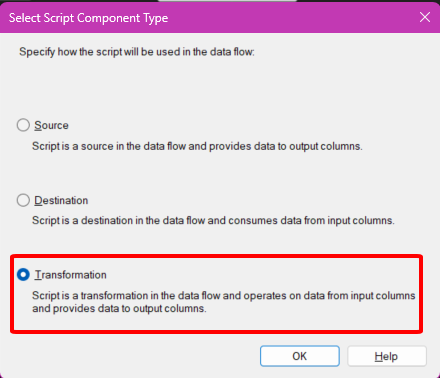 Select Script Component Type
Specify how the script will be used in the data flow:
Source
Script is a source in the data flow and provides data to output columns.
Destination
Script is a destination in the data flow and consumes data from input columns.
Transformation
Script is a transformation in the data flow and operates on data from input columns
and provides data to output columns.
OK
Help